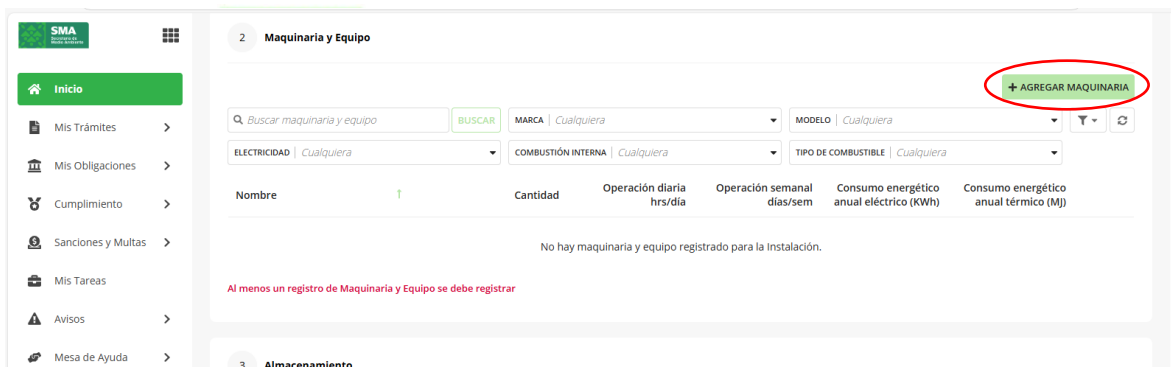 SMA
Secretaría de
Medio Ambiente
Inicio
Mis Trámites
Mis Obligaciones
Cumplimiento
Sanciones y Multas
Mis Tareas
Avisos
Mesa de Ayuda
2 Maquinaria y Equipo
+ AGREGAR MAQUINARIA
Buscar maquinaria y equipo BUSCAR MARCA | Cualquiera MODELO | Cualquiera
ELECTRICIDAD | Cualquiera COMBUSTIÓN INTERNA | Cualquiera TIPO DE COMBUSTIBLE | Cualquiera
Nombre ↑ Cantidad Operación diaria hrs/día Operación semanal días/sem Consumo energético anual eléctrico (KWh) Consumo energético anual térmico (MJ)
No hay maquinaria y equipo registrado para la Instalación.
Al menos un registro de Maquinaria y Equipo se debe registrar
3 Almacenamiento